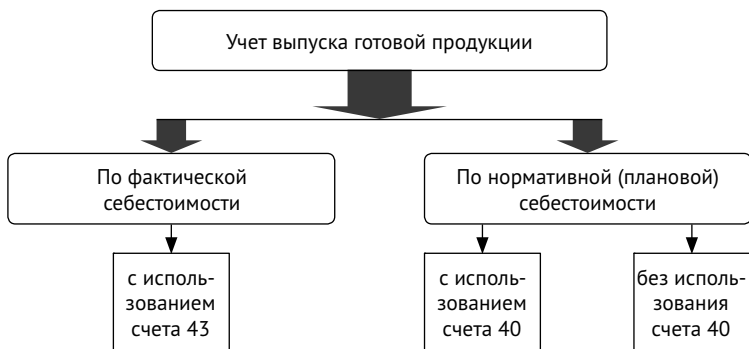 Учет выпуска готовой продукции
По фактической
себестоимости
По нормативной (плановой)
себестоимости
с исполь-
зованием
счета 43
с исполь-
зованием
счета 40
без исполь-
зования
счета 40